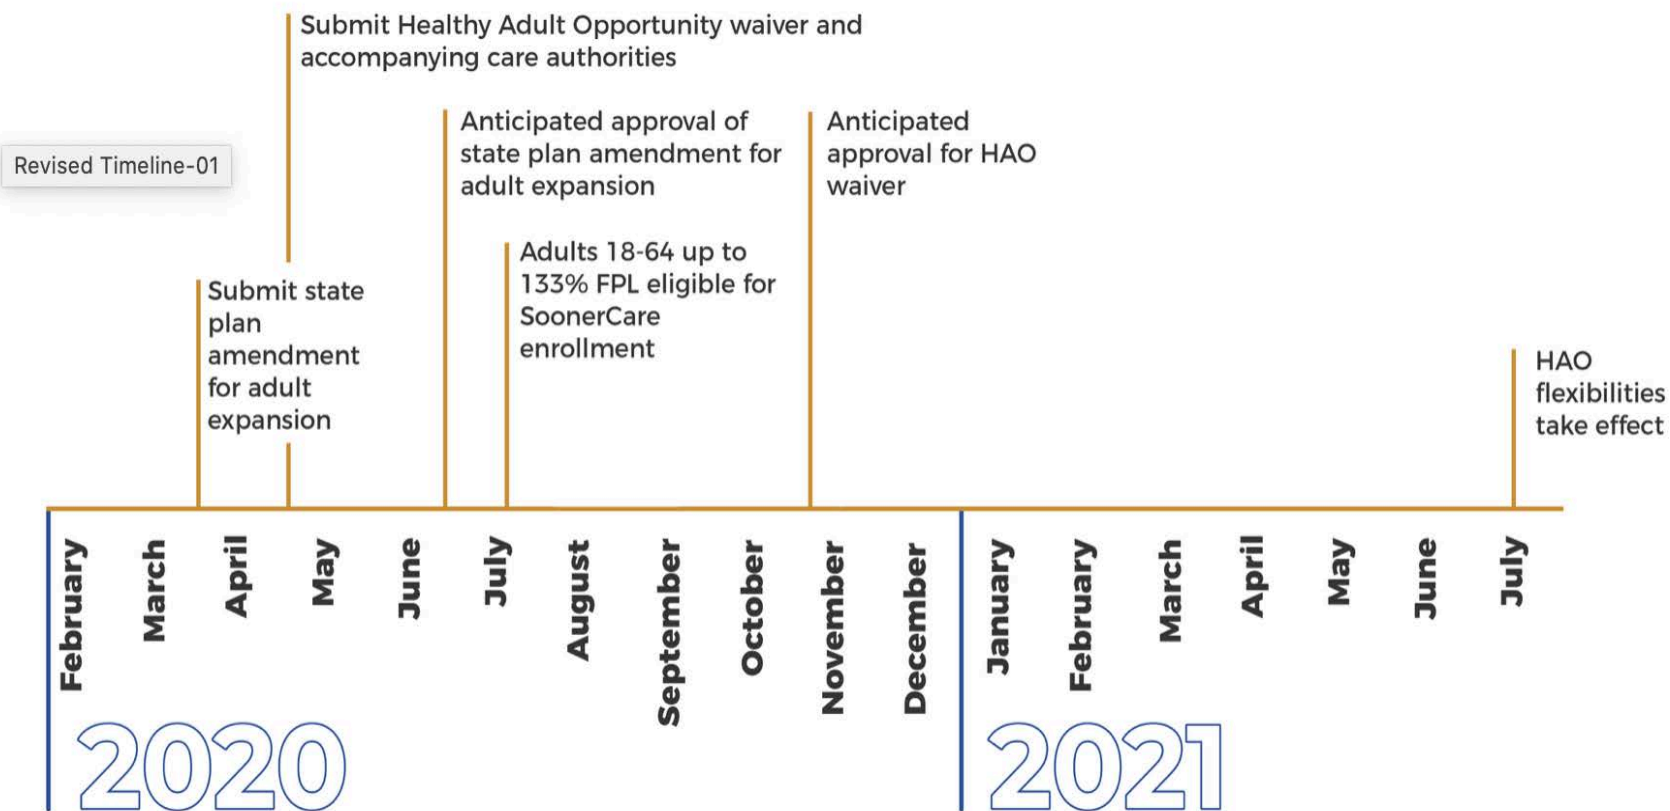 Submit Healthy Adult Opportunity waiver and
accompanying care authorities
Anticipated approval of
state plan amendment for
adult expansion
Anticipated
approval for HAO
waiver
Revised Timeline-01
Adults 18-64 up to
133% FPL eligible for
SoonerCare
enrollment
Submit state
plan
amendment
for adult
expansion
HAO
flexibilities
take effect
February
March
April
May
June
July
August
September
October
November
December
January
February
March
April
May
June
July
2020
2021